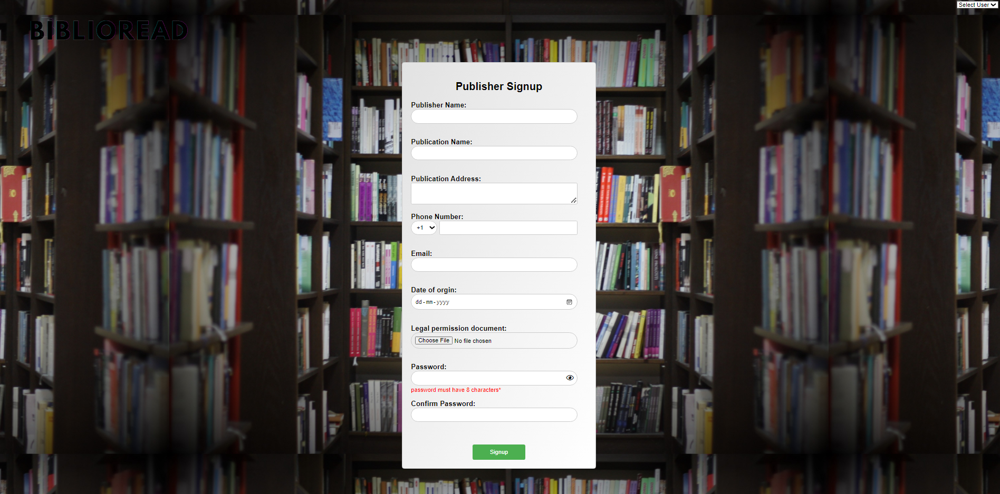 Select User
BIBLIOREAD
Publisher Signup
Publisher Name:
Publication Name:
Publication Address:
Phone Number:
+1
Email:
Date of orgin:
dd-mm-yyyy
Legal permission document:
Choose File No file chosen
Password:
password must have 8 characters*
Confirm Password:
Signup